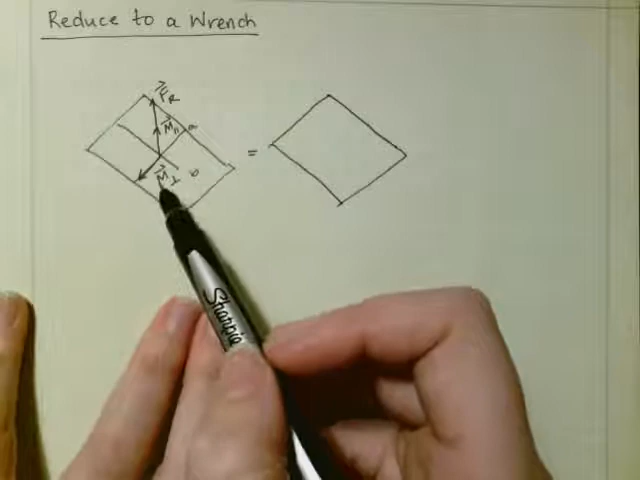 Reduce to a Wrench
F_R
M_||
a
M_⊥ b
=
Sharpie